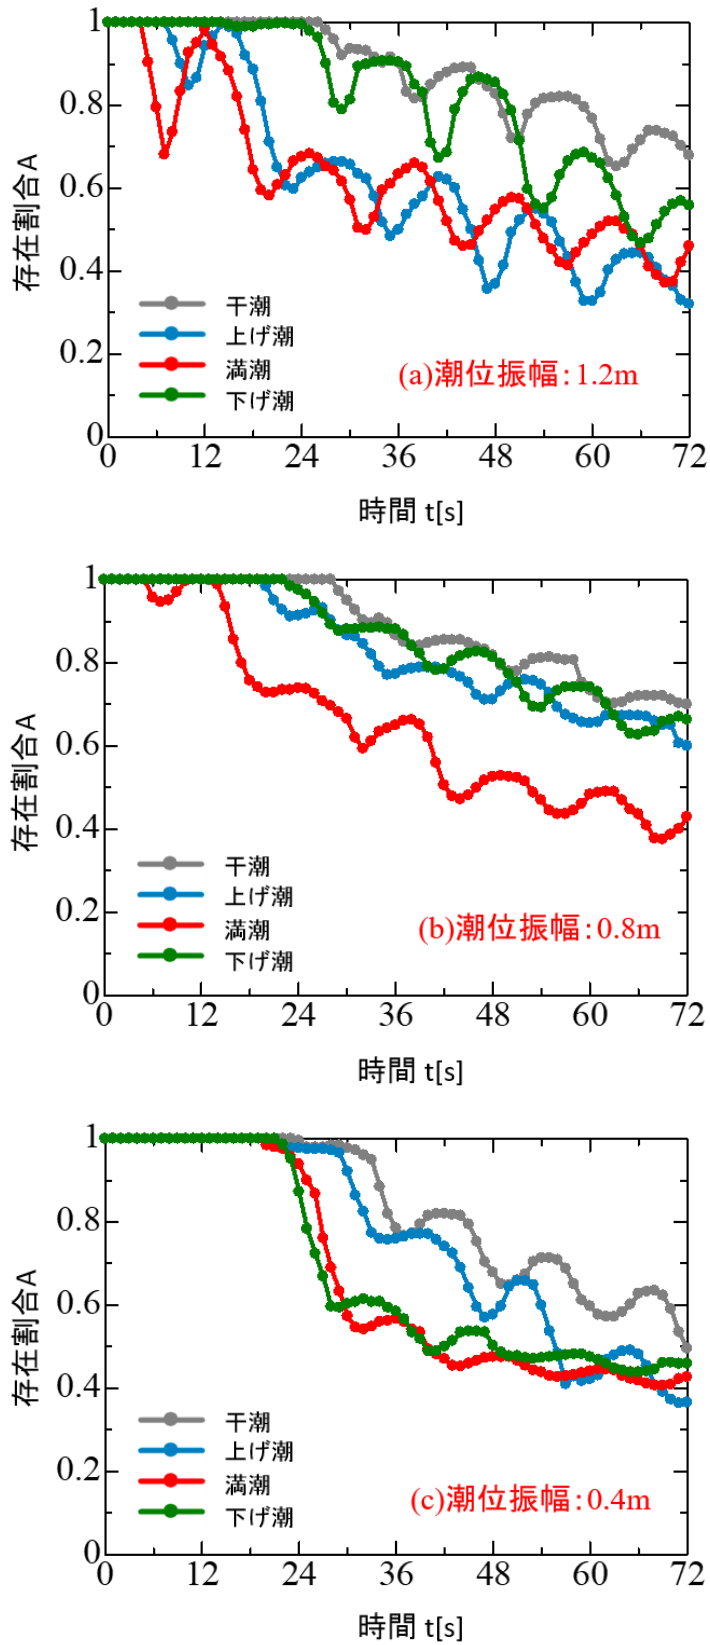 1
0.8
0.6
0.4
0.2
0
存在割合A
干潮
上げ潮
満潮
下げ潮
(a)潮位振幅：1.2m
0 12 24 36 48 60 72
時間 t[s]
1
0.8
0.6
0.4
0.2
0
存在割合A
干潮
上げ潮
満潮
下げ潮
(b)潮位振幅：0.8m
0 12 24 36 48 60 72
時間 t[s]
1
0.8
0.6
0.4
0.2
0
存在割合A
干潮
上げ潮
満潮
下げ潮
(c)潮位振幅：0.4m
0 12 24 36 48 60 72
時間 t[s]